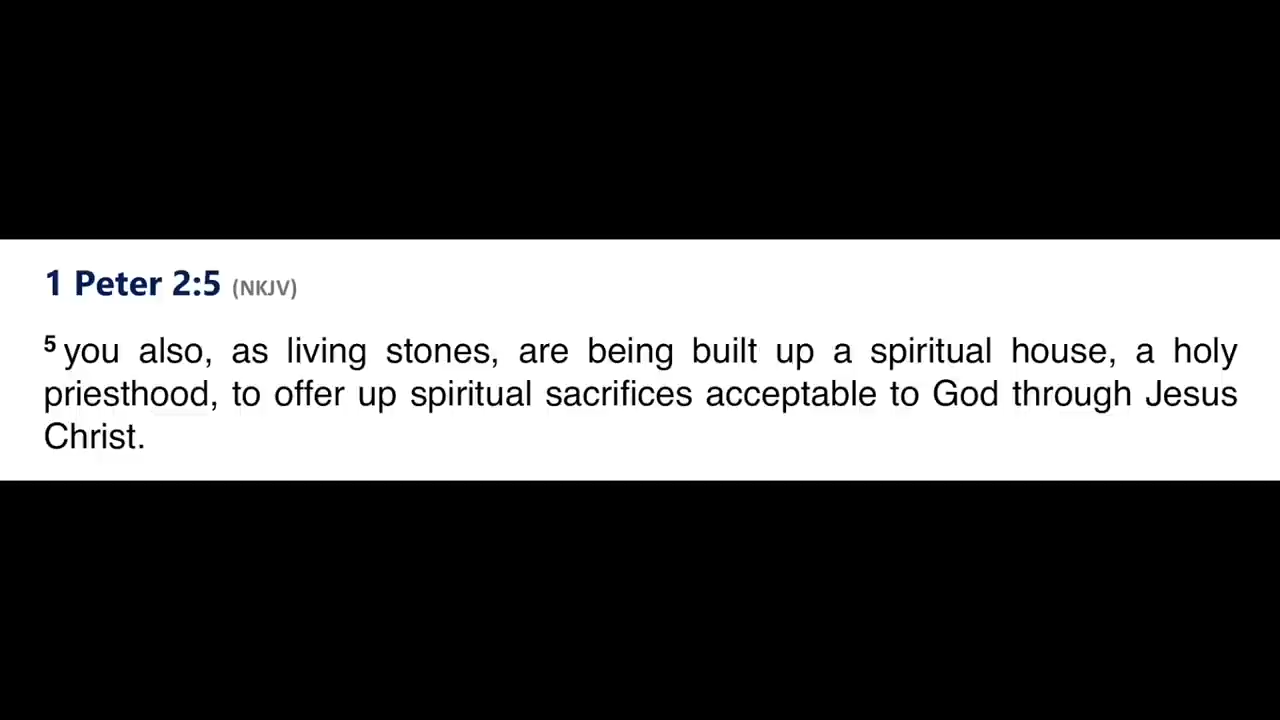 1 Peter 2:5 (NKJV)
5 you also, as living stones, are being built up a spiritual house, a holy
priesthood, to offer up spiritual sacrifices acceptable to God through Jesus
Christ.